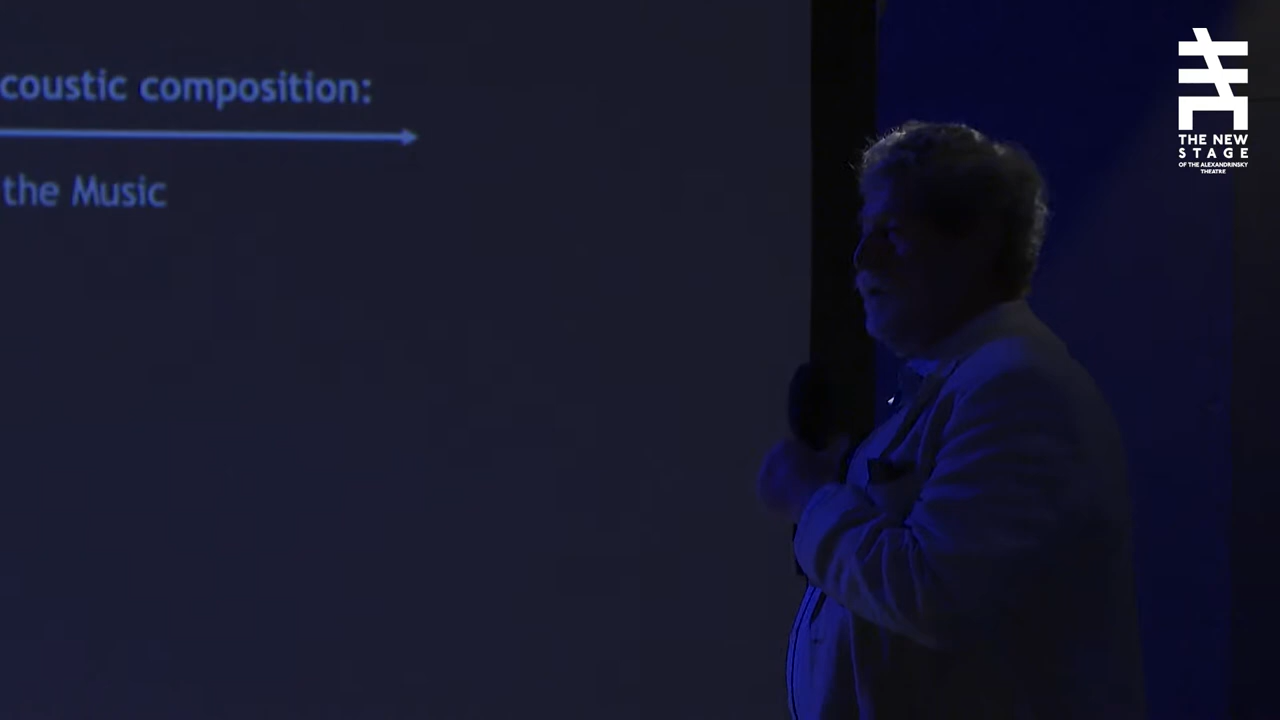 coustic composition:
the Music
THE NEW
STAGE
OF THE ALEXANDRINSKY
THEATRE